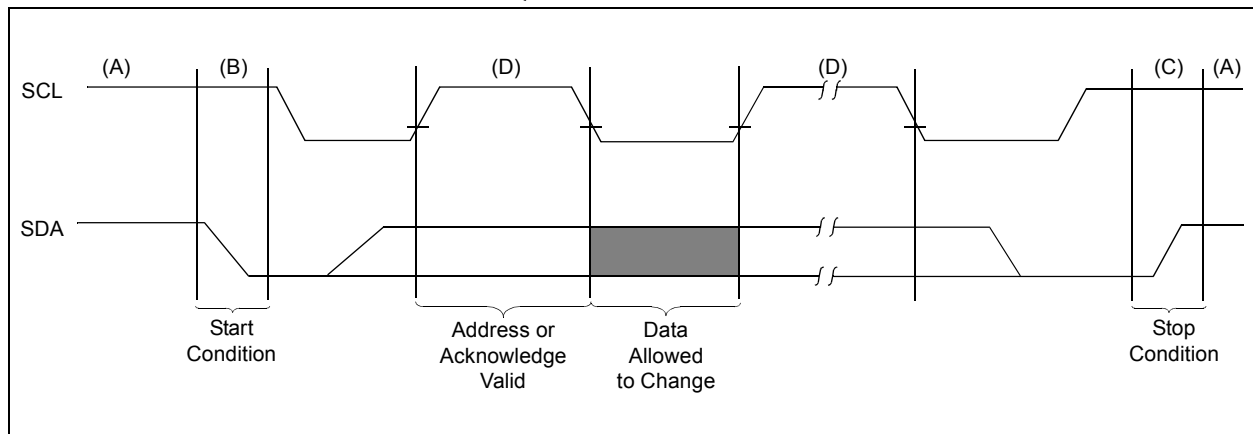 (A) (B) (D) (D) (C) (A)
SCL
SDA
Start
Condition
Address or
Acknowledge
Valid
Data
Allowed
to Change
Stop
Condition